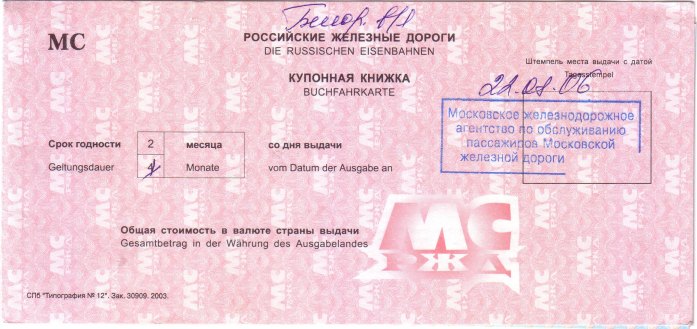 МС
РОССИЙСКИЕ ЖЕЛЕЗНЫЕ ДОРОГИ
DIE RUSSISCHEN EISENBAHNEN
КУПОННАЯ КНИЖКА
BUCHFAHRKARTE
Штемпель места выдачи с датой
Tagesstempel
22.08.06
Московское железнодорожное
агентство по обслуживанию
пассажиров Московской
железной дороги
Срок годности 2 месяца со дня выдачи
Geltungsdauer Monate vom Datum der Ausgabe an
Общая стоимость в валюте страны выдачи
Gesamtbetrag in der Währung des Ausgabelandes
МС
РЖД
СПб "Типография № 12". Зак. 30909. 2003.